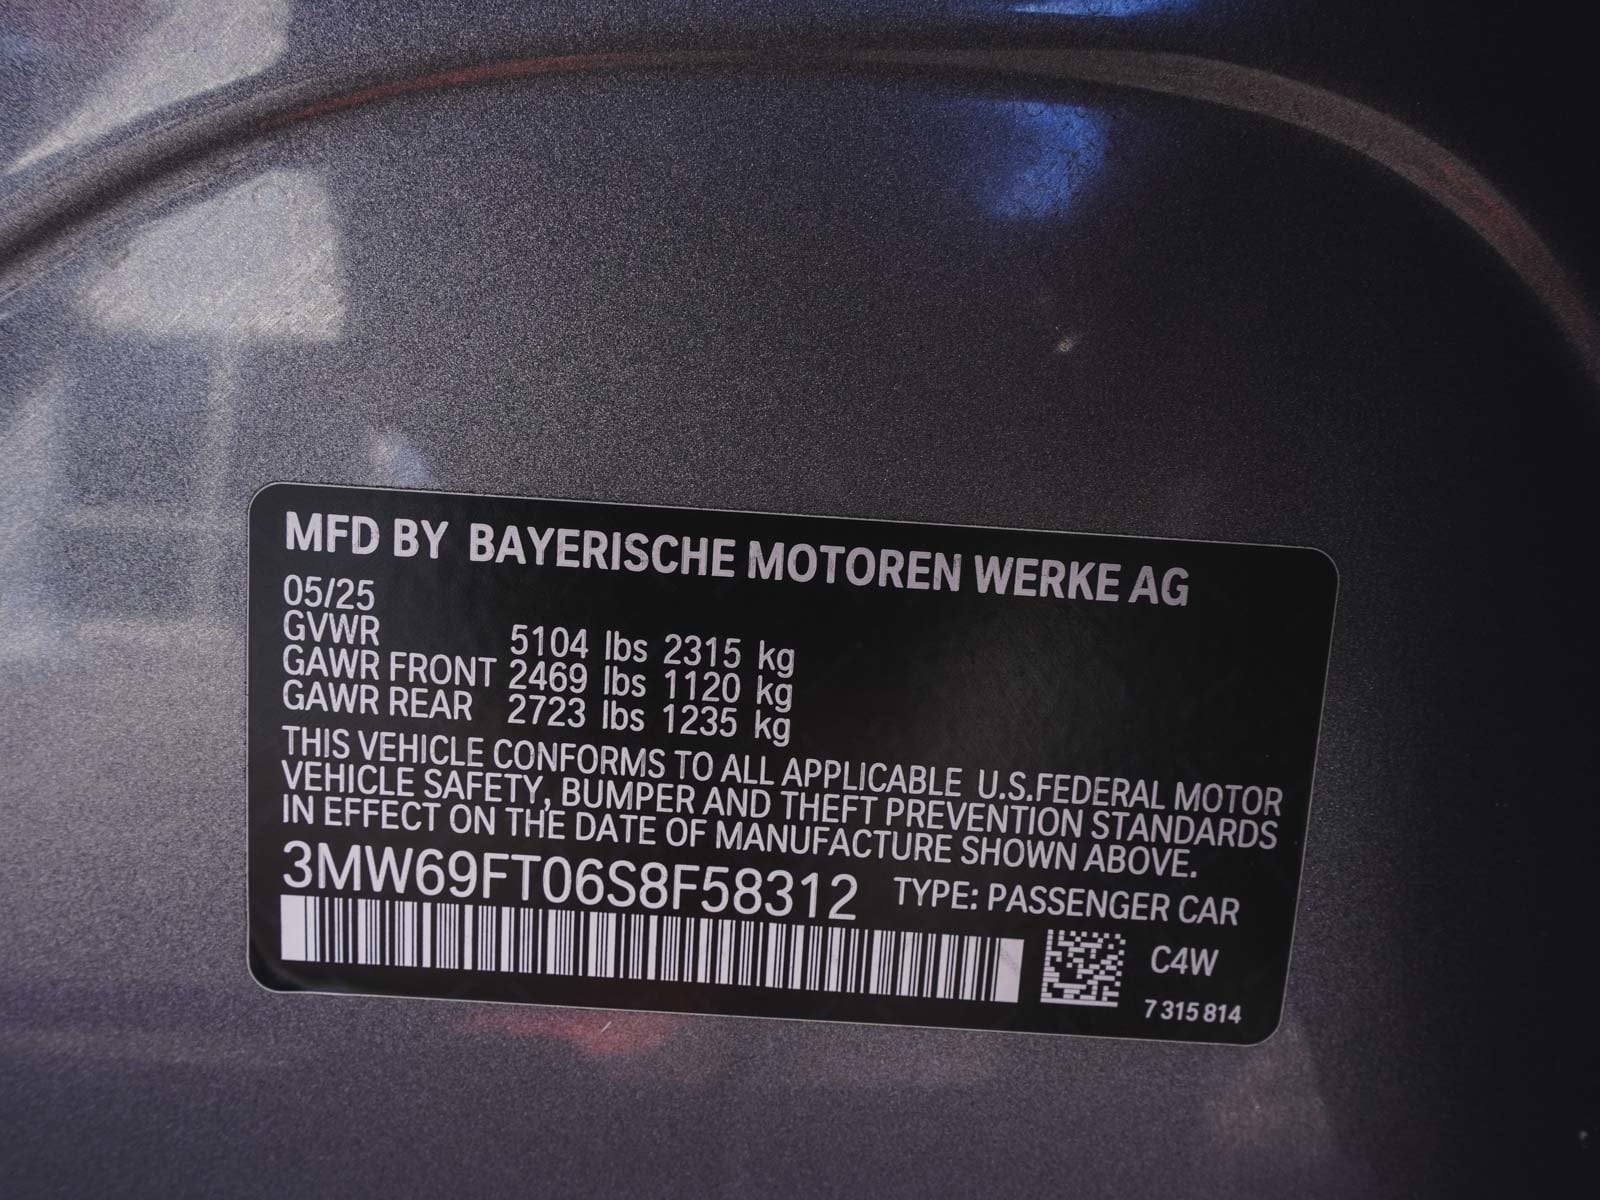 MFD BY BAYERISCHE MOTOREN WERKE AG
05/25
GVWR 5104 lbs 2315 kg
GAWR FRONT 2469 lbs 1120 kg
GAWR REAR 2723 lbs 1235 kg
THIS VEHICLE CONFORMS TO ALL APPLICABLE U.S.FEDERAL MOTOR
VEHICLE SAFETY, BUMPER AND THEFT PREVENTION STANDARDS
IN EFFECT ON THE DATE OF MANUFACTURE SHOWN ABOVE.
3MW69FT06S8F58312 TYPE: PASSENGER CAR
C4W
7 315 814